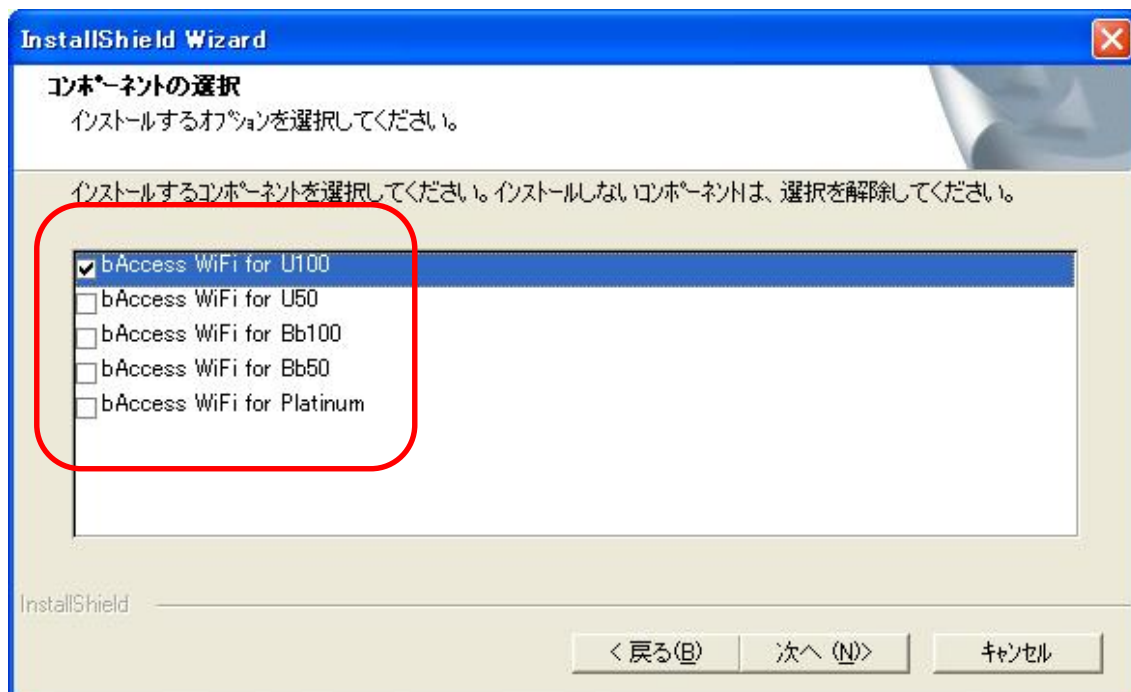 InstallShield Wizard
コンポーネントの選択
インストールするオプションを選択してください。
インストールするコンポーネントを選択してください。インストールしないコンポーネントは、選択を解除してください。
bAccess WiFi for U100
bAccess WiFi for U50
bAccess WiFi for Bb100
bAccess WiFi for Bb50
bAccess WiFi for Platinum
InstallShield
< 戻る(B) 次へ (N)> キャンセル